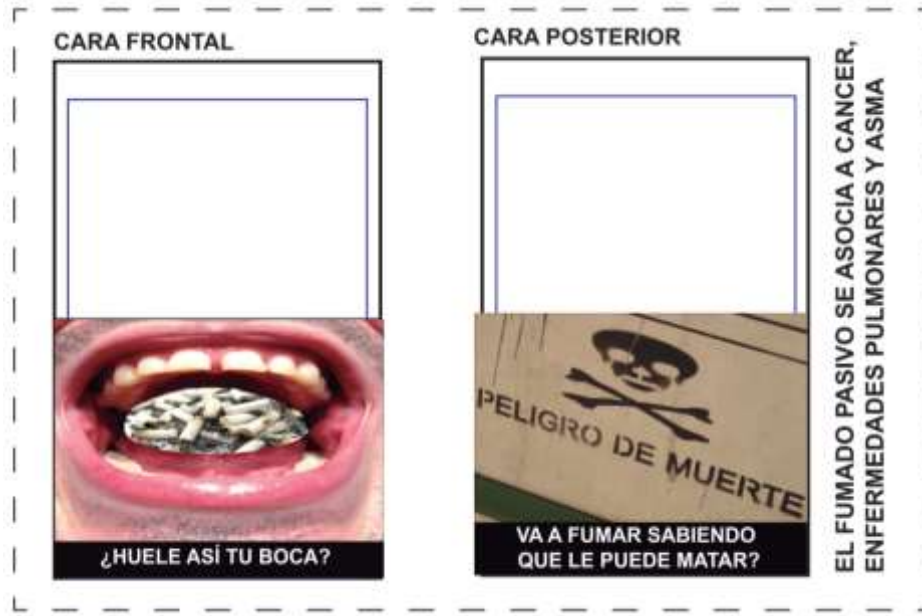 CARA FRONTAL
¿HUELE ASÍ TU BOCA?
CARA POSTERIOR
PELIGRO DE MUERTE
VA A FUMAR SABIENDO
QUE LE PUEDE MATAR?
EL FUMADO PASIVO SE ASOCIA A CANCER,
ENFERMEDADES PULMONARES Y ASMA